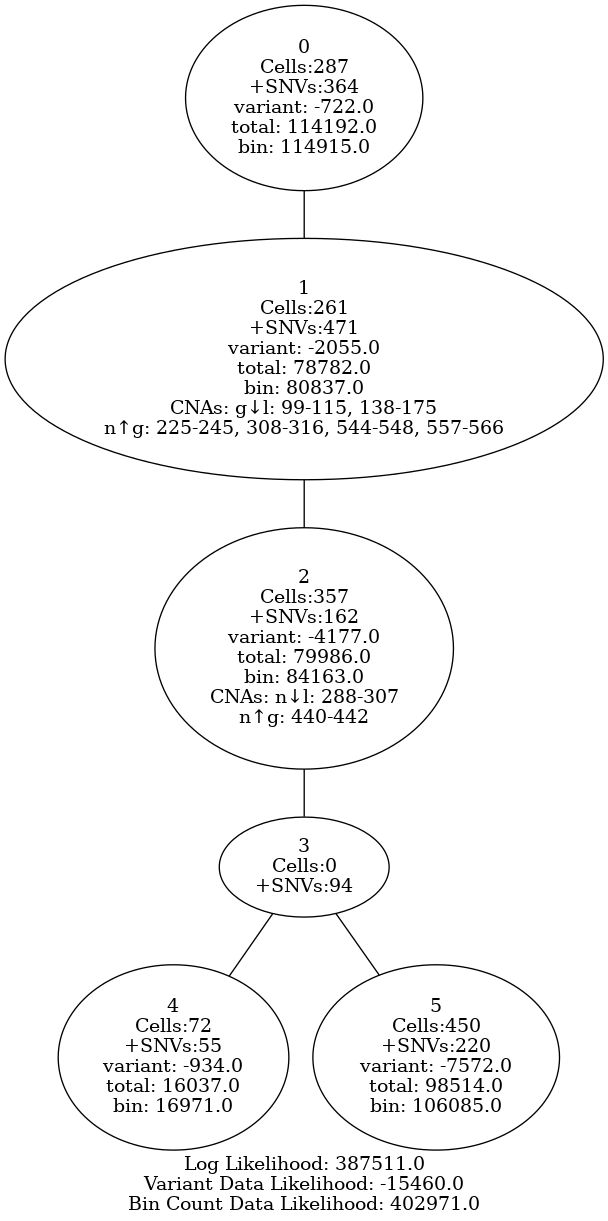 0
Cells:287
+SNVs:364
variant: -722.0
total: 114192.0
bin: 114915.0
1
Cells:261
+SNVs:471
variant: -2055.0
total: 78782.0
bin: 80837.0
CNAs: g↓l: 99-115, 138-175
n↑g: 225-245, 308-316, 544-548, 557-566
2
Cells:357
+SNVs:162
variant: -4177.0
total: 79986.0
bin: 84163.0
CNAs: n↓l: 288-307
n↑g: 440-442
3
Cells:0
+SNVs:94
4
Cells:72
+SNVs:55
variant: -934.0
total: 16037.0
bin: 16971.0
5
Cells:450
+SNVs:220
variant: -7572.0
total: 98514.0
bin: 106085.0
Log Likelihood: 387511.0
Variant Data Likelihood: -15460.0
Bin Count Data Likelihood: 402971.0